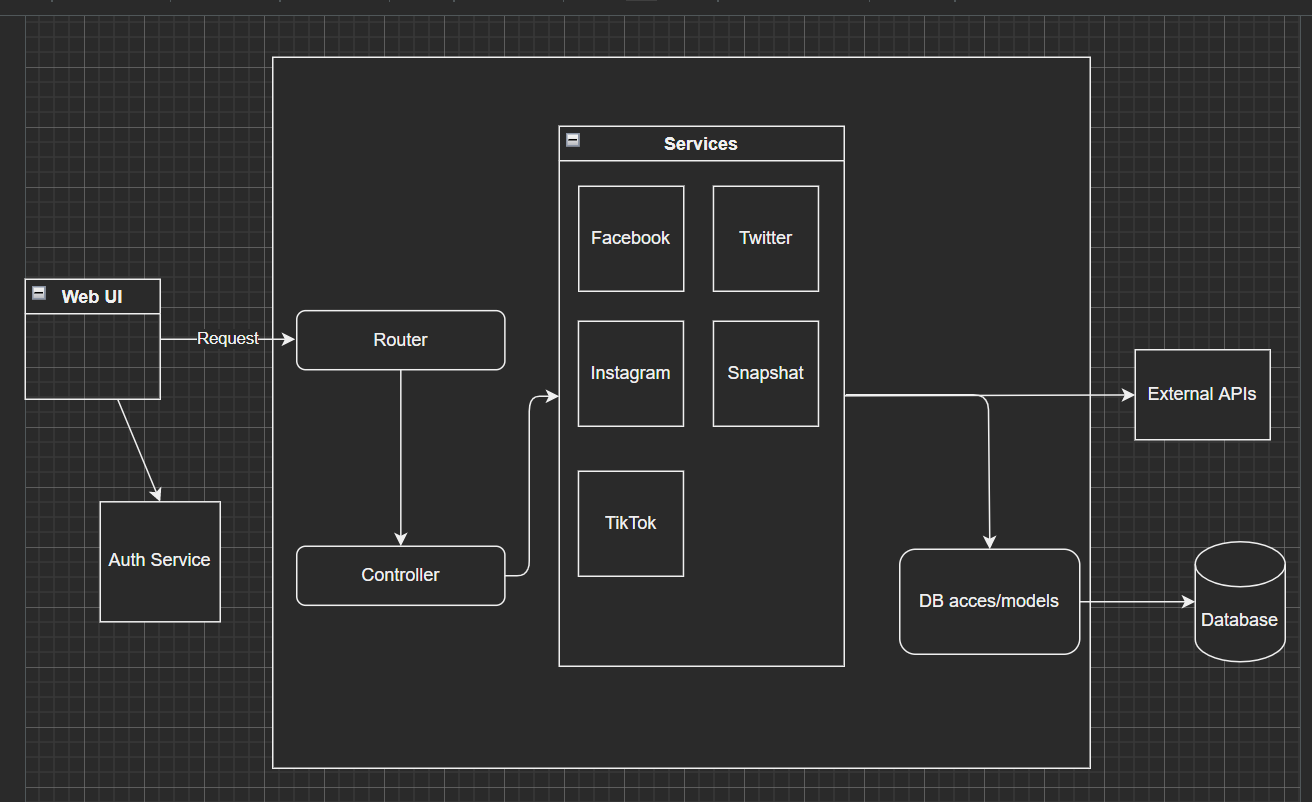 Services
Facebook
Twitter
Web UI
Request
Router
Instagram
Snapshat
External APIs
TikTok
Auth Service
Controller
DB acces/models
Database